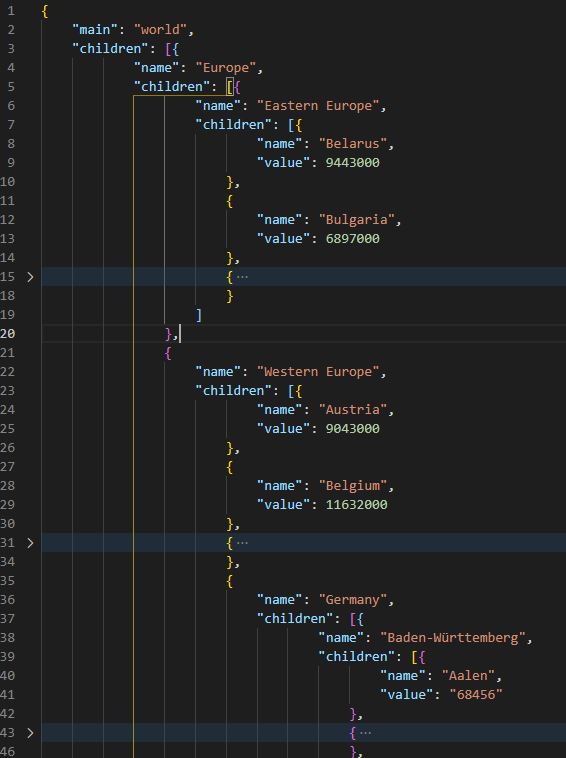 1 {
2     "main": "world",
3     "children": [{
4             "name": "Europe",
5             "children": [{
6                     "name": "Eastern Europe",
7                     "children": [{
8                             "name": "Belarus",
9                             "value": 9443000
10                         },
11                         {
12                             "name": "Bulgaria",
13                             "value": 6897000
14                         },
15 >                       { ···
18                         }
19                     ]
20                 },
21                 {
22                     "name": "Western Europe",
23                     "children": [{
24                             "name": "Austria",
25                             "value": 9043000
26                         },
27                         {
28                             "name": "Belgium",
29                             "value": 11632000
30                         },
31 >                       { ···
34                         },
35                         {
36                             "name": "Germany",
37                             "children": [{
38                                     "name": "Baden-Württemberg",
39                                     "children": [{
40                                             "name": "Aalen",
41                                             "value": "68456"
42                                         },
43 >                                       { ···
46                                         },